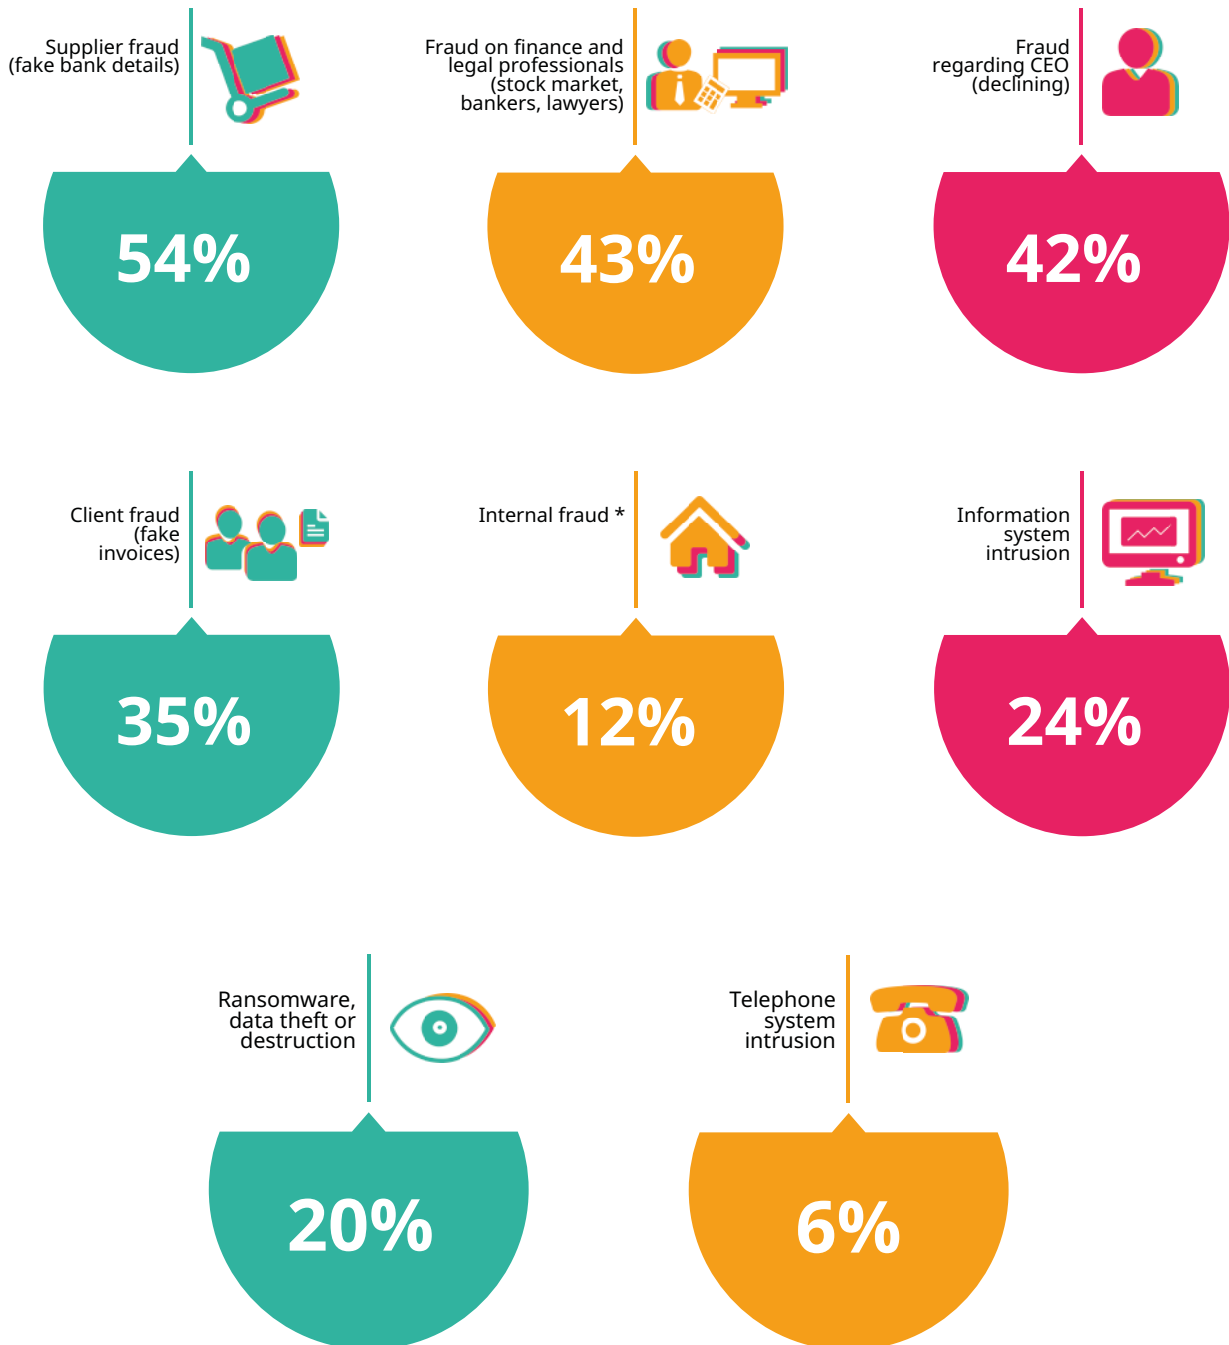 Supplier fraud
(fake bank details)
54%
Fraud on finance and
legal professionals
(stock market,
bankers, lawyers)
43%
Fraud
regarding CEO
(declining)
42%
Client fraud
(fake
invoices)
35%
Internal fraud *
12%
Information
system
intrusion
24%
Ransomware,
data theft or
destruction
20%
Telephone
system
intrusion
6%